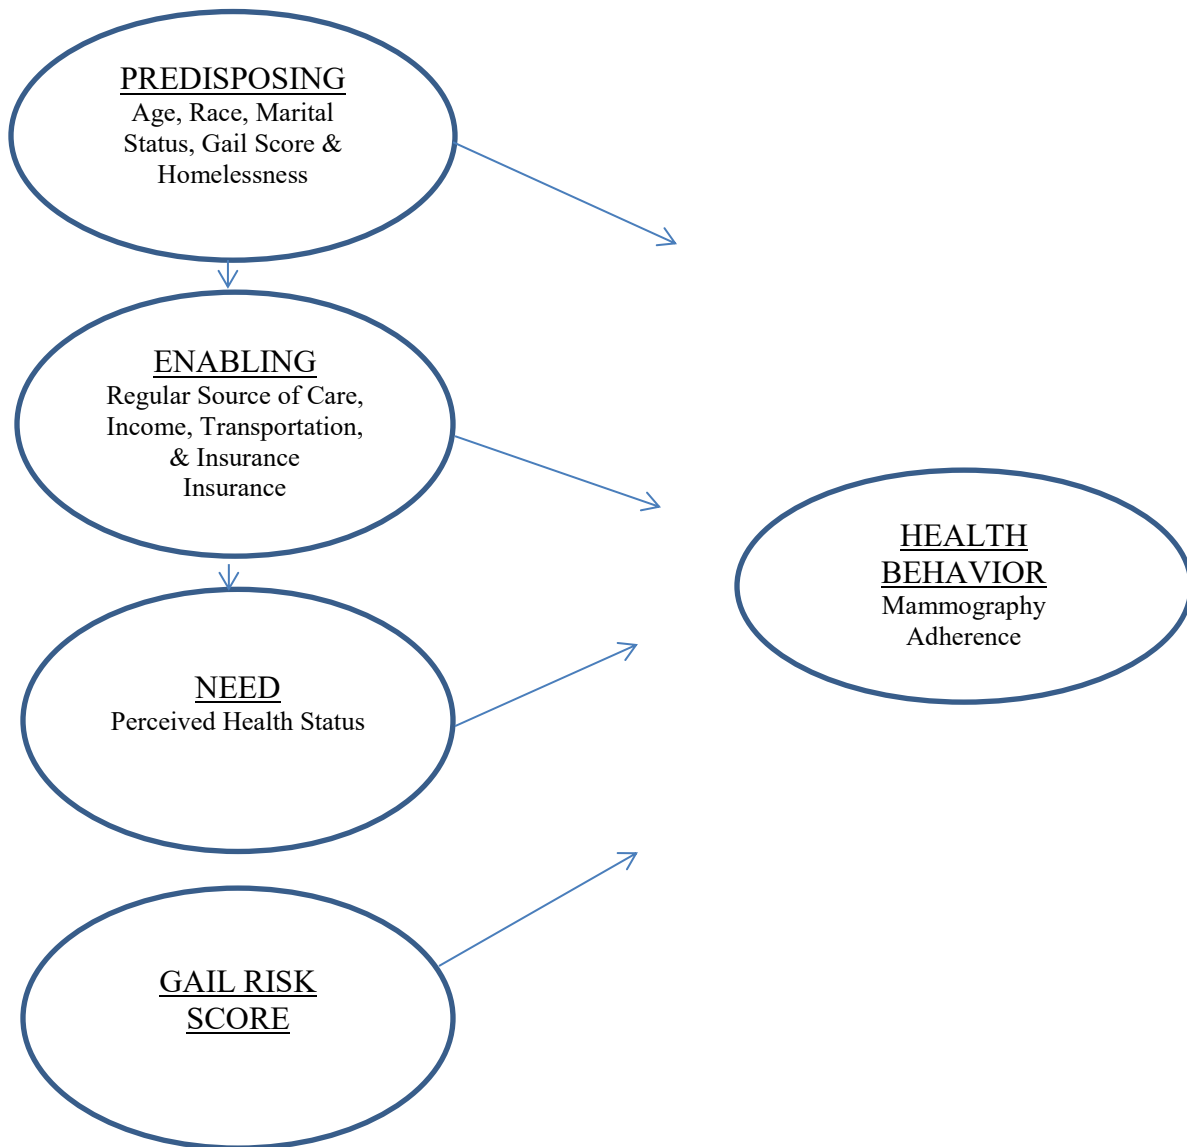 PREDISPOSING
Age, Race, Marital
Status, Gail Score &
Homelessness
ENABLING
Regular Source of Care,
Income, Transportation,
& Insurance
Insurance
HEALTH
BEHAVIOR
Mammography
Adherence
NEED
Perceived Health Status
GAIL RISK
SCORE